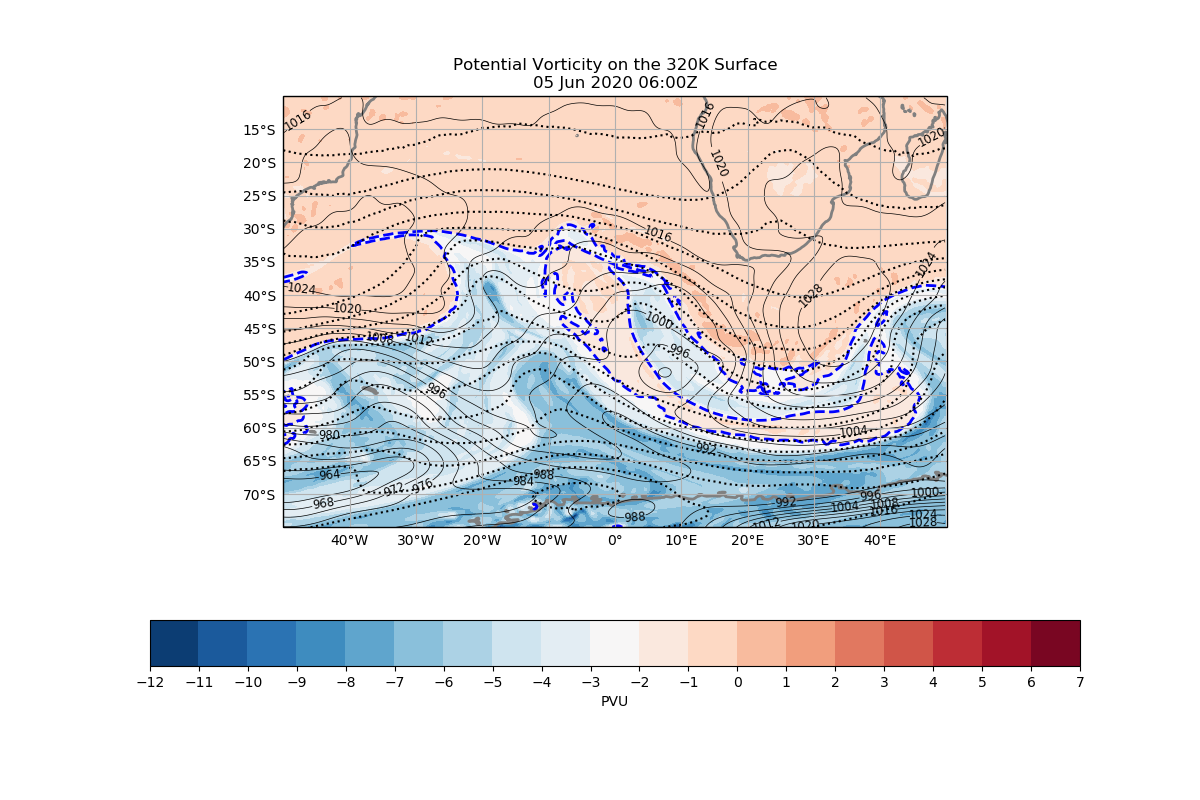 Potential Vorticity on the 320K Surface
05 Jun 2020 06:00Z
1016
1016
1020
1020
15°S
20°S
25°S
30°S
35°S
40°S
45°S
50°S
55°S
60°S
65°S
70°S
1016
1024
1024
1028
1020
1000
1008
1012
996
996
980
1004
992
964
988
984
972
976
968
988
992
996
1000
1004
1008
1016
1012
1020
1024
1028
40°W
30°W
20°W
10°W
0°
10°E
20°E
30°E
40°E
−12 −11 −10 −9 −8 −7 −6 −5 −4 −3 −2 −1 0 1 2 3 4 5 6 7
PVU